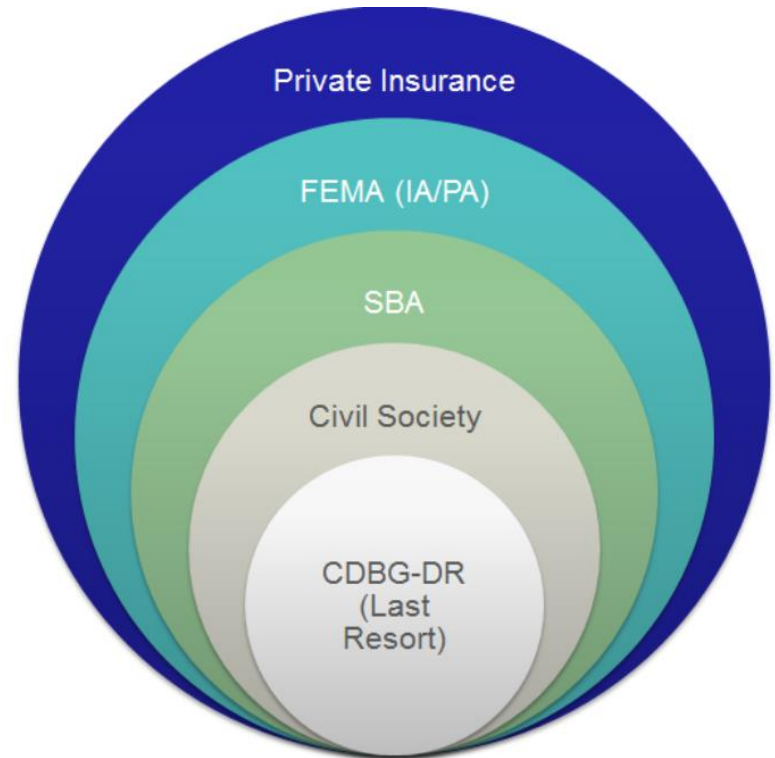 Private Insurance
FEMA (IA/PA)
SBA
Civil Society
CDBG-DR
(Last
Resort)